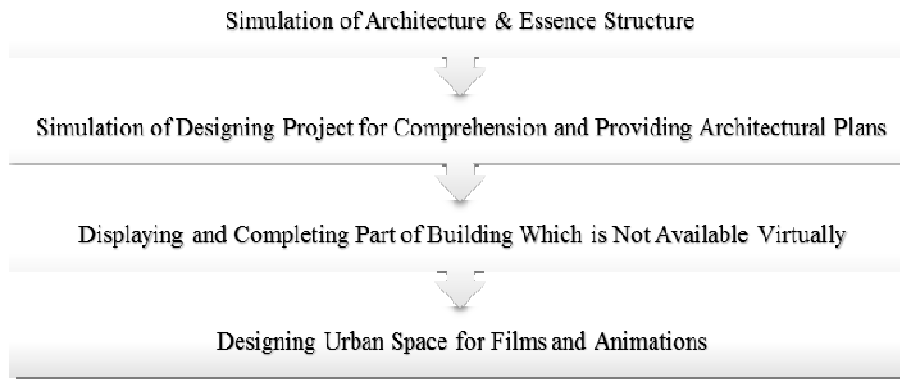 Simulation of Architecture & Essence Structure
Simulation of Designing Project for Comprehension and Providing Architectural Plans
Displaying and Completing Part of Building Which is Not Available Virtually
Designing Urban Space for Films and Animations